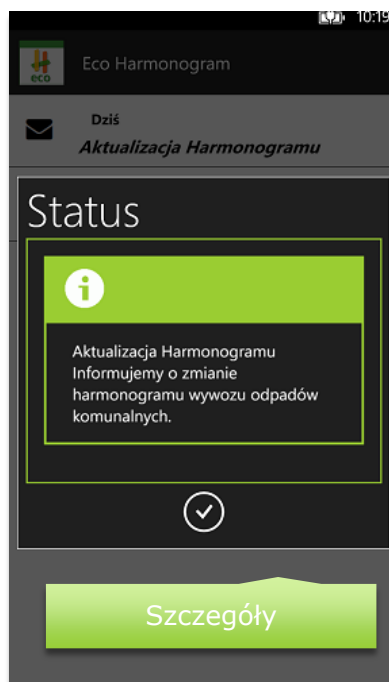 10:19
eco
Eco Harmonogram
Dziś
Aktualizacja Harmonogramu
Status
i
Aktualizacja Harmonogramu
Informujemy o zmianie
harmonogramu wywozu odpadów
komunalnych.
Szczegóły